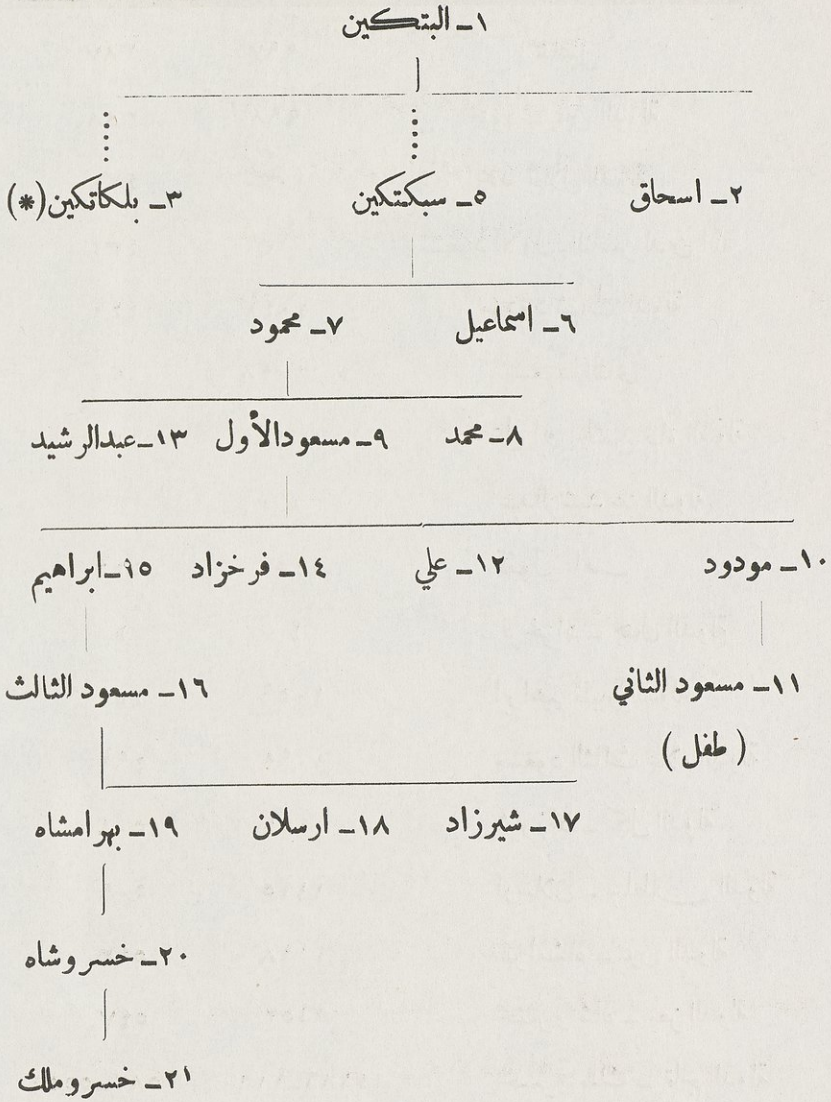 ١ـ البتكين
٢ـ اسحاق ٥ـ سبكتكين ٣ـ بلكاتكين (*)
٦ـ اسماعيل ٧ـ محمود
٨ـ محمد ٩ـ مسعود الأول ١٣ـ عبدالرشيد
١٠ـ مودود ١٢ـ علي ١٤ـ فرخزاد ١٥ـ ابراهيم
١١ـ مسعود الثاني ١٦ـ مسعود الثالث
( طفل )
١٧ـ شيرزاد ١٨ـ ارسلان ١٩ـ بهرامشاه
٢٠ـ خسروشاه
٢١ـ خسروملك